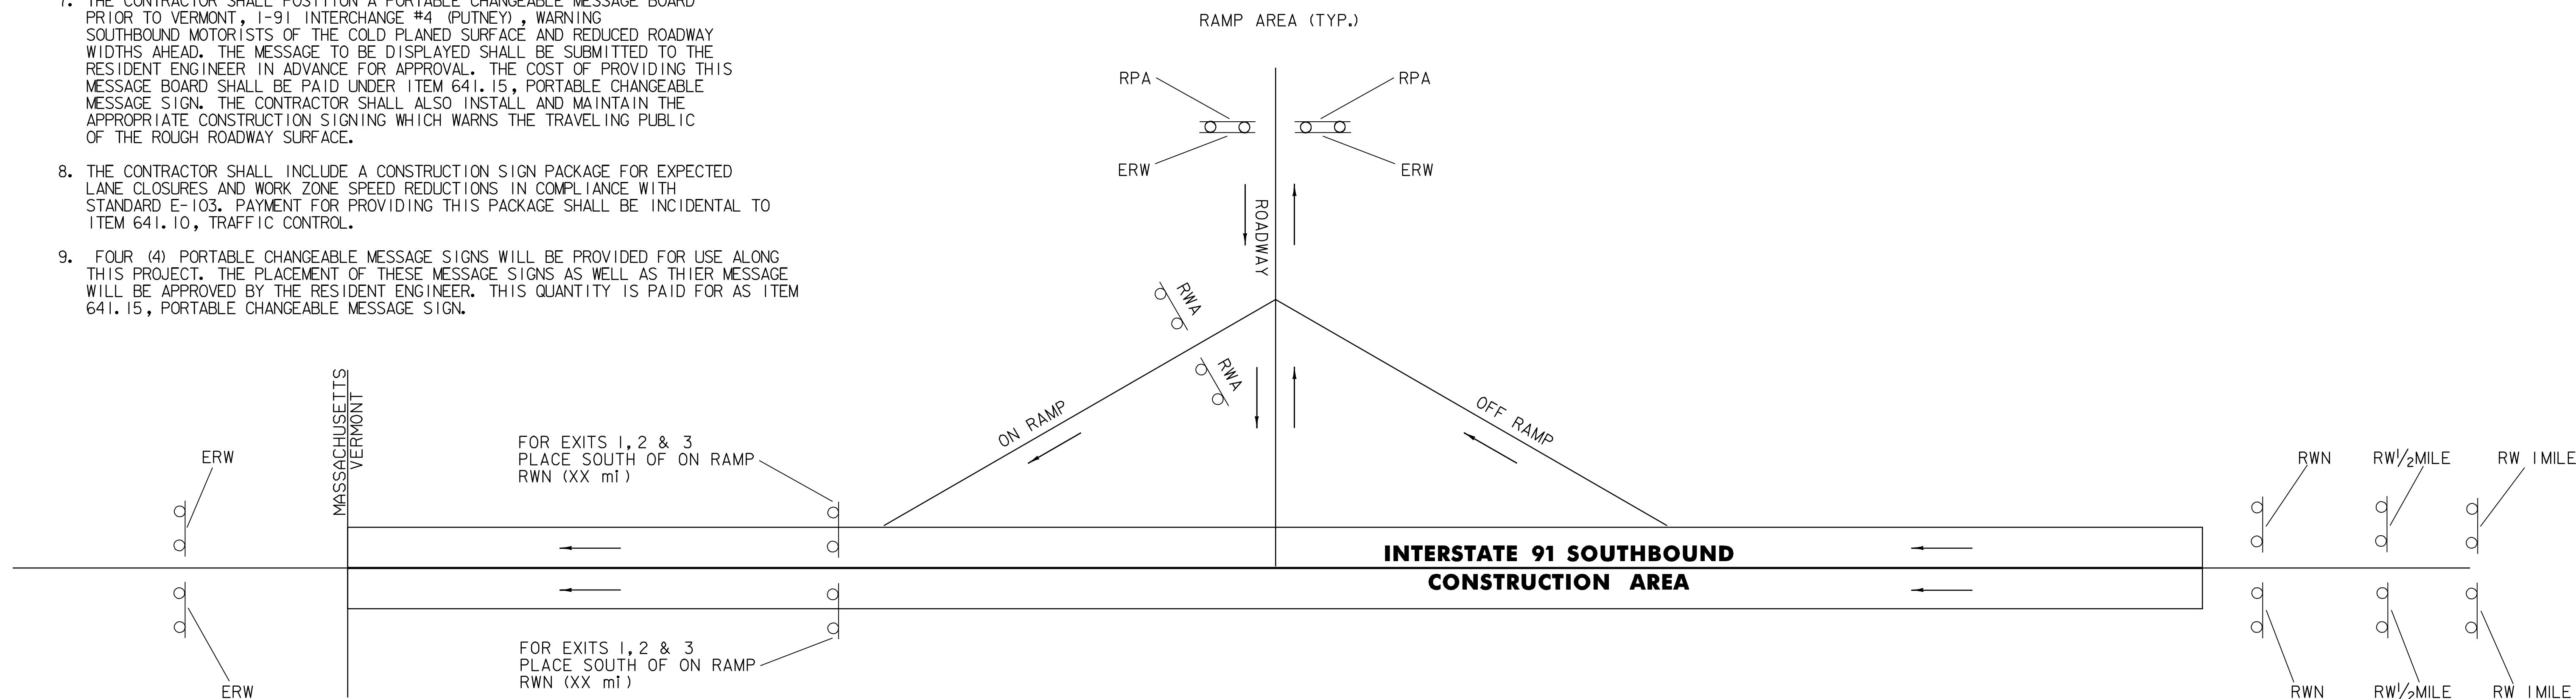 7. THE CONTRACTOR SHALL POSITION A PORTABLE CHANGEABLE MESSAGE BOARD
PRIOR TO VERMONT, I-91 INTERCHANGE #4 (PUTNEY), WARNING
SOUTHBOUND MOTORISTS OF THE COLD PLANED SURFACE AND REDUCED ROADWAY
WIDTHS AHEAD. THE MESSAGE TO BE DISPLAYED SHALL BE SUBMITTED TO THE
RESIDENT ENGINEER IN ADVANCE FOR APPROVAL. THE COST OF PROVIDING THIS
MESSAGE BOARD SHALL BE PAID UNDER ITEM 641.15, PORTABLE CHANGEABLE
MESSAGE SIGN. THE CONTRACTOR SHALL ALSO INSTALL AND MAINTAIN THE
APPROPRIATE CONSTRUCTION SIGNING WHICH WARNS THE TRAVELING PUBLIC
OF THE ROUGH ROADWAY SURFACE.
8. THE CONTRACTOR SHALL INCLUDE A CONSTRUCTION SIGN PACKAGE FOR EXPECTED
LANE CLOSURES AND WORK ZONE SPEED REDUCTIONS IN COMPLIANCE WITH
STANDARD E-103. PAYMENT FOR PROVIDING THIS PACKAGE SHALL BE INCIDENTAL TO
ITEM 641.10, TRAFFIC CONTROL.
9. FOUR (4) PORTABLE CHANGEABLE MESSAGE SIGNS WILL BE PROVIDED FOR USE ALONG
THIS PROJECT. THE PLACEMENT OF THESE MESSAGE SIGNS AS WELL AS THIER MESSAGE
WILL BE APPROVED BY THE RESIDENT ENGINEER. THIS QUANTITY IS PAID FOR AS ITEM
641.15, PORTABLE CHANGEABLE MESSAGE SIGN.
RAMP AREA (TYP.)
RPA
RPA
ERW
ERW
ROADWAY
RWA
RWA
ON RAMP
OFF RAMP
MASSACHUSETTS
VERMONT
ERW
FOR EXITS 1,2 & 3
PLACE SOUTH OF ON RAMP
RWN (XX mi)
RWN
RW½MILE
RW 1MILE
INTERSTATE 91 SOUTHBOUND
CONSTRUCTION AREA
FOR EXITS 1,2 & 3
PLACE SOUTH OF ON RAMP
RWN (XX mi)
ERW
RWN
RW½MILE
RW 1MILE